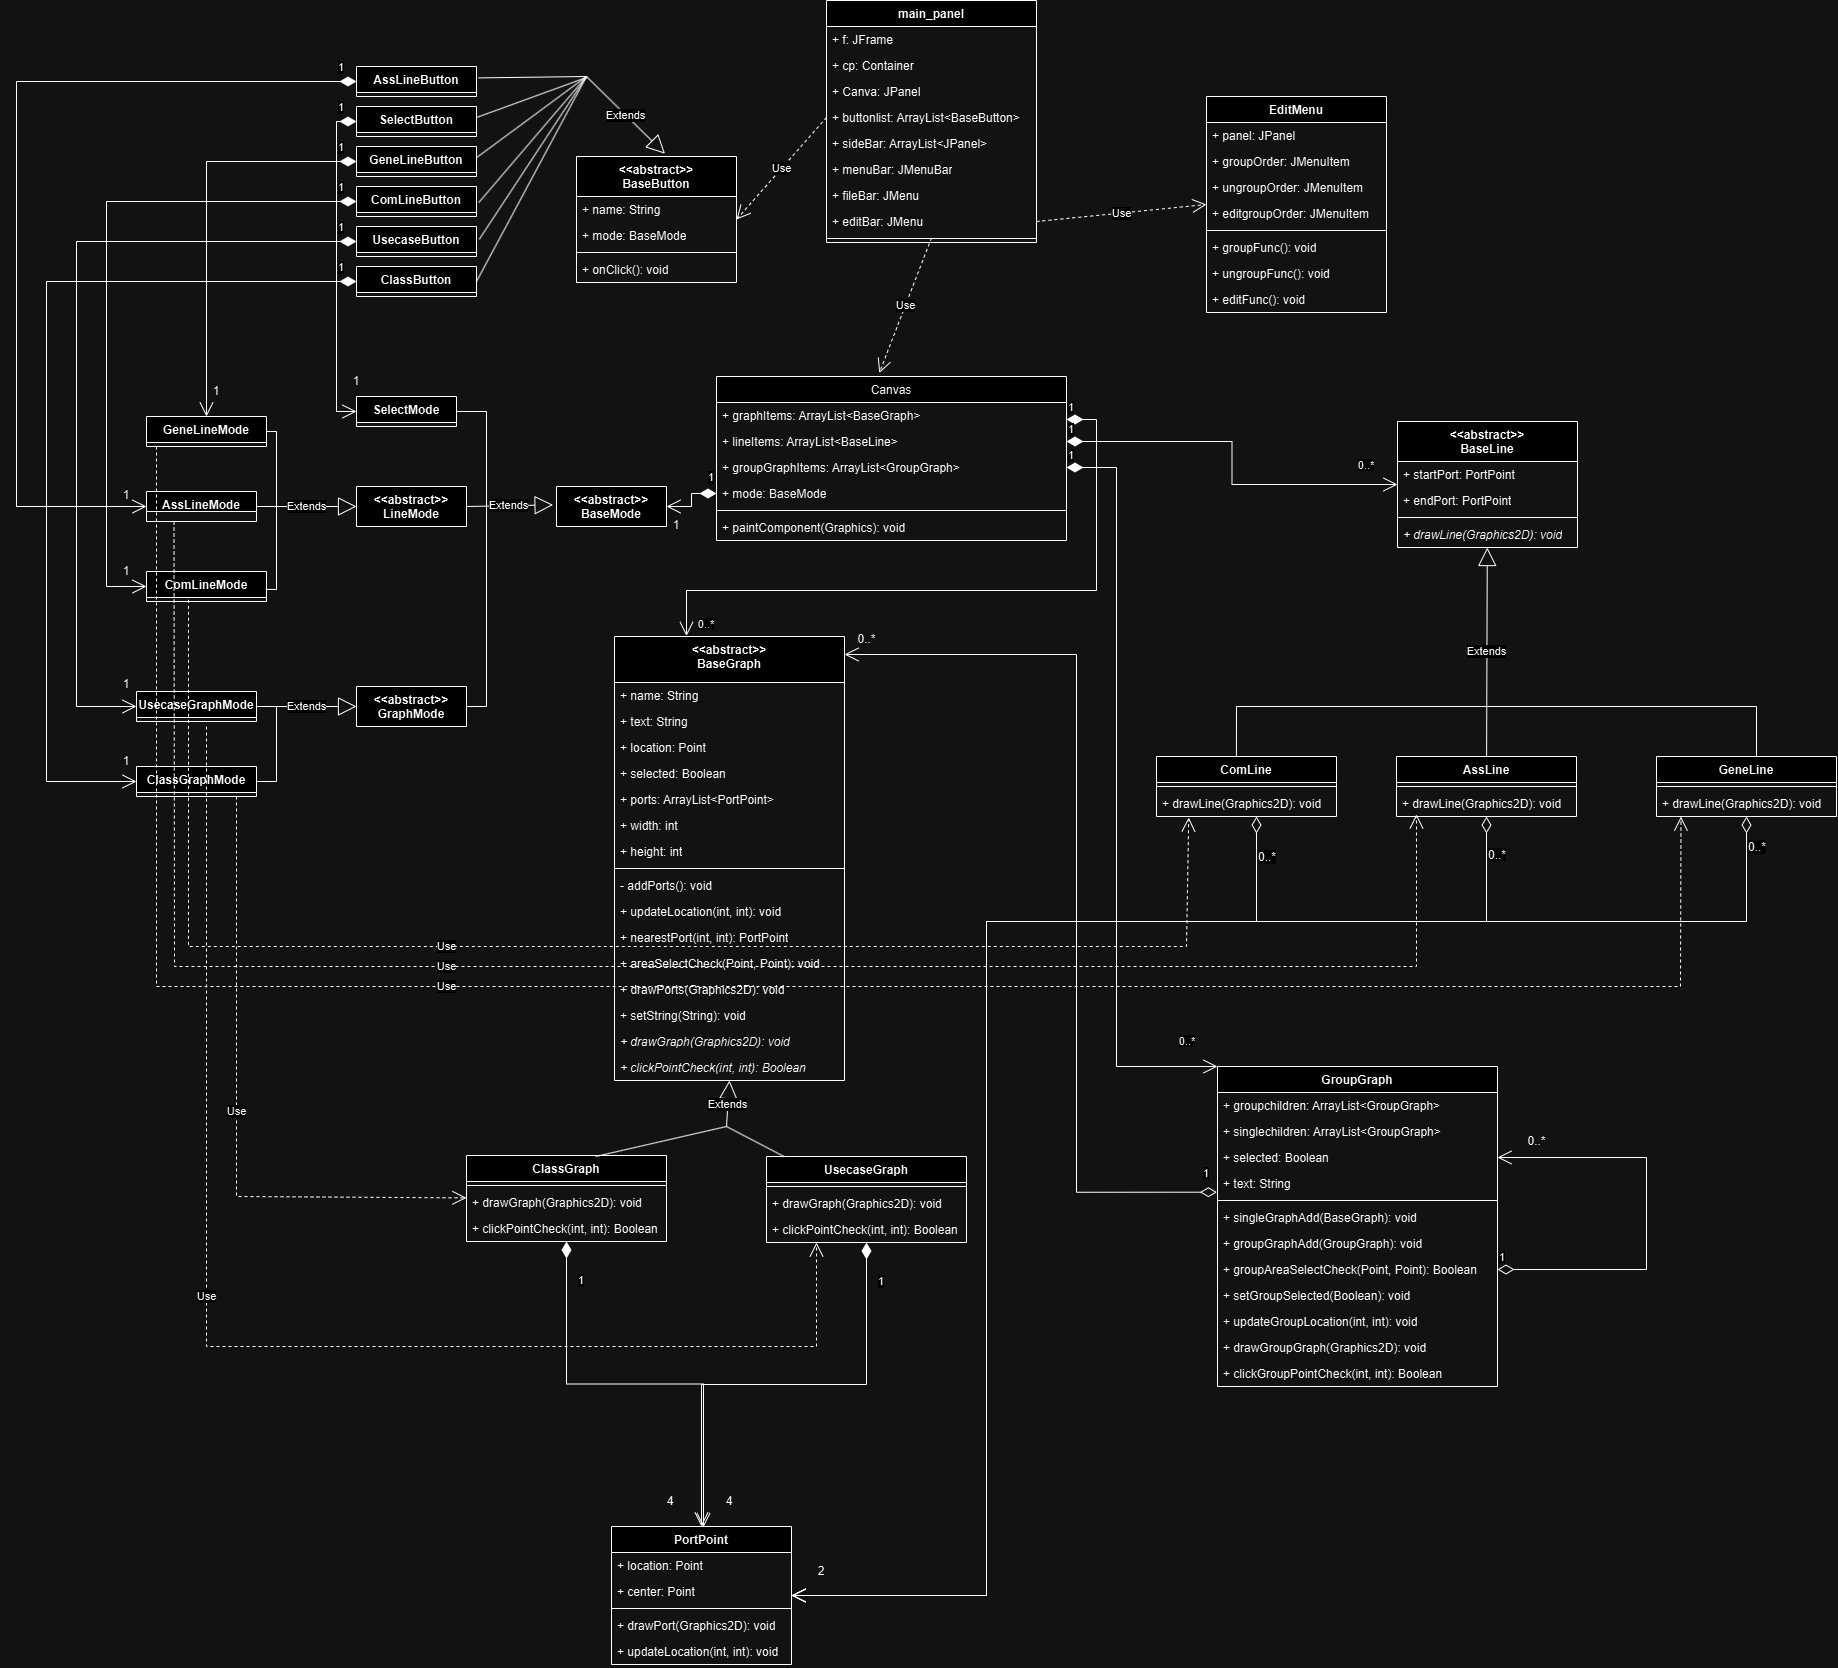 main_panel
+ f: JFrame
+ cp: Container
+ Canva: JPanel
+ buttonlist: ArrayList<BaseButton>
+ sideBar: ArrayList<JPanel>
+ menuBar: JMenuBar
+ fileBar: JMenu
+ editBar: JMenu
1
AssLineButton
1
SelectButton
1
GeneLineButton
1
ComLineButton
1
UsecaseButton
1
ClassButton
Extends
<<abstract>>
BaseButton
+ name: String
+ mode: BaseMode
+ onClick(): void
Use
Use
Use
EditMenu
+ panel: JPanel
+ groupOrder: JMenuItem
+ ungroupOrder: JMenuItem
+ editgroupOrder: JMenuItem
+ groupFunc(): void
+ ungroupFunc(): void
+ editFunc(): void
1
GeneLineMode
1
SelectMode
1
AssLineMode
Extends
<<abstract>>
LineMode
Extends
<<abstract>>
BaseMode
1
1
Canvas
+ graphItems: ArrayList<BaseGraph>
+ lineItems: ArrayList<BaseLine>
+ groupGraphItems: ArrayList<GroupGraph>
+ mode: BaseMode
+ paintComponent(Graphics): void
1
1
1
0..*
<<abstract>>
BaseLine
+ startPort: PortPoint
+ endPort: PortPoint
+ drawLine(Graphics2D): void
1
ComLineMode
1
UsecaseGraphMode
Extends
<<abstract>>
GraphMode
1
ClassGraphMode
0..*
0..*
<<abstract>>
BaseGraph
+ name: String
+ text: String
+ location: Point
+ selected: Boolean
+ ports: ArrayList<PortPoint>
+ width: int
+ height: int
- addPorts(): void
+ updateLocation(int, int): void
+ nearestPort(int, int): PortPoint
+ areaSelectCheck(Point, Point): void
+ drawPorts(Graphics2D): void
+ setString(String): void
+ drawGraph(Graphics2D): void
+ clickPointCheck(int, int): Boolean
Extends
ComLine
+ drawLine(Graphics2D): void
0..*
AssLine
+ drawLine(Graphics2D): void
0..*
GeneLine
+ drawLine(Graphics2D): void
0..*
Use
Use
Use
Use
Use
Extends
ClassGraph
+ drawGraph(Graphics2D): void
+ clickPointCheck(int, int): Boolean
1
UsecaseGraph
+ drawGraph(Graphics2D): void
+ clickPointCheck(int, int): Boolean
1
0..*
GroupGraph
+ groupchildren: ArrayList<GroupGraph>
+ singlechildren: ArrayList<GroupGraph>
+ selected: Boolean
+ text: String
+ singleGraphAdd(BaseGraph): void
+ groupGraphAdd(GroupGraph): void
+ groupAreaSelectCheck(Point, Point): Boolean
+ setGroupSelected(Boolean): void
+ updateGroupLocation(int, int): void
+ drawGroupGraph(Graphics2D): void
+ clickGroupPointCheck(int, int): Boolean
1
0..*
1
4
4
2
PortPoint
+ location: Point
+ center: Point
+ drawPort(Graphics2D): void
+ updateLocation(int, int): void